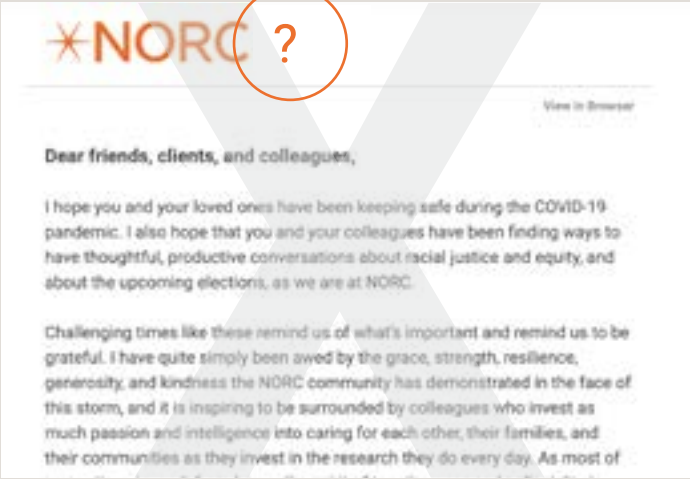 NORC
?
View in Browser
Dear friends, clients, and colleagues,
I hope you and your loved ones have been keeping safe during the COVID-19
pandemic. I also hope that you and your colleagues have been finding ways to
have thoughtful, productive conversations about racial justice and equity, and
about the upcoming elections, as we are at NORC.
Challenging times like these remind us of what's important and remind us to be
grateful. I have quite simply been awed by the grace, strength, resilience,
generosity, and kindness the NORC community has demonstrated in the face of
this storm, and it is inspiring to be surrounded by colleagues who invest as
much passion and intelligence into caring for each other, their families, and
their communities as they invest in the research they do every day. As most of